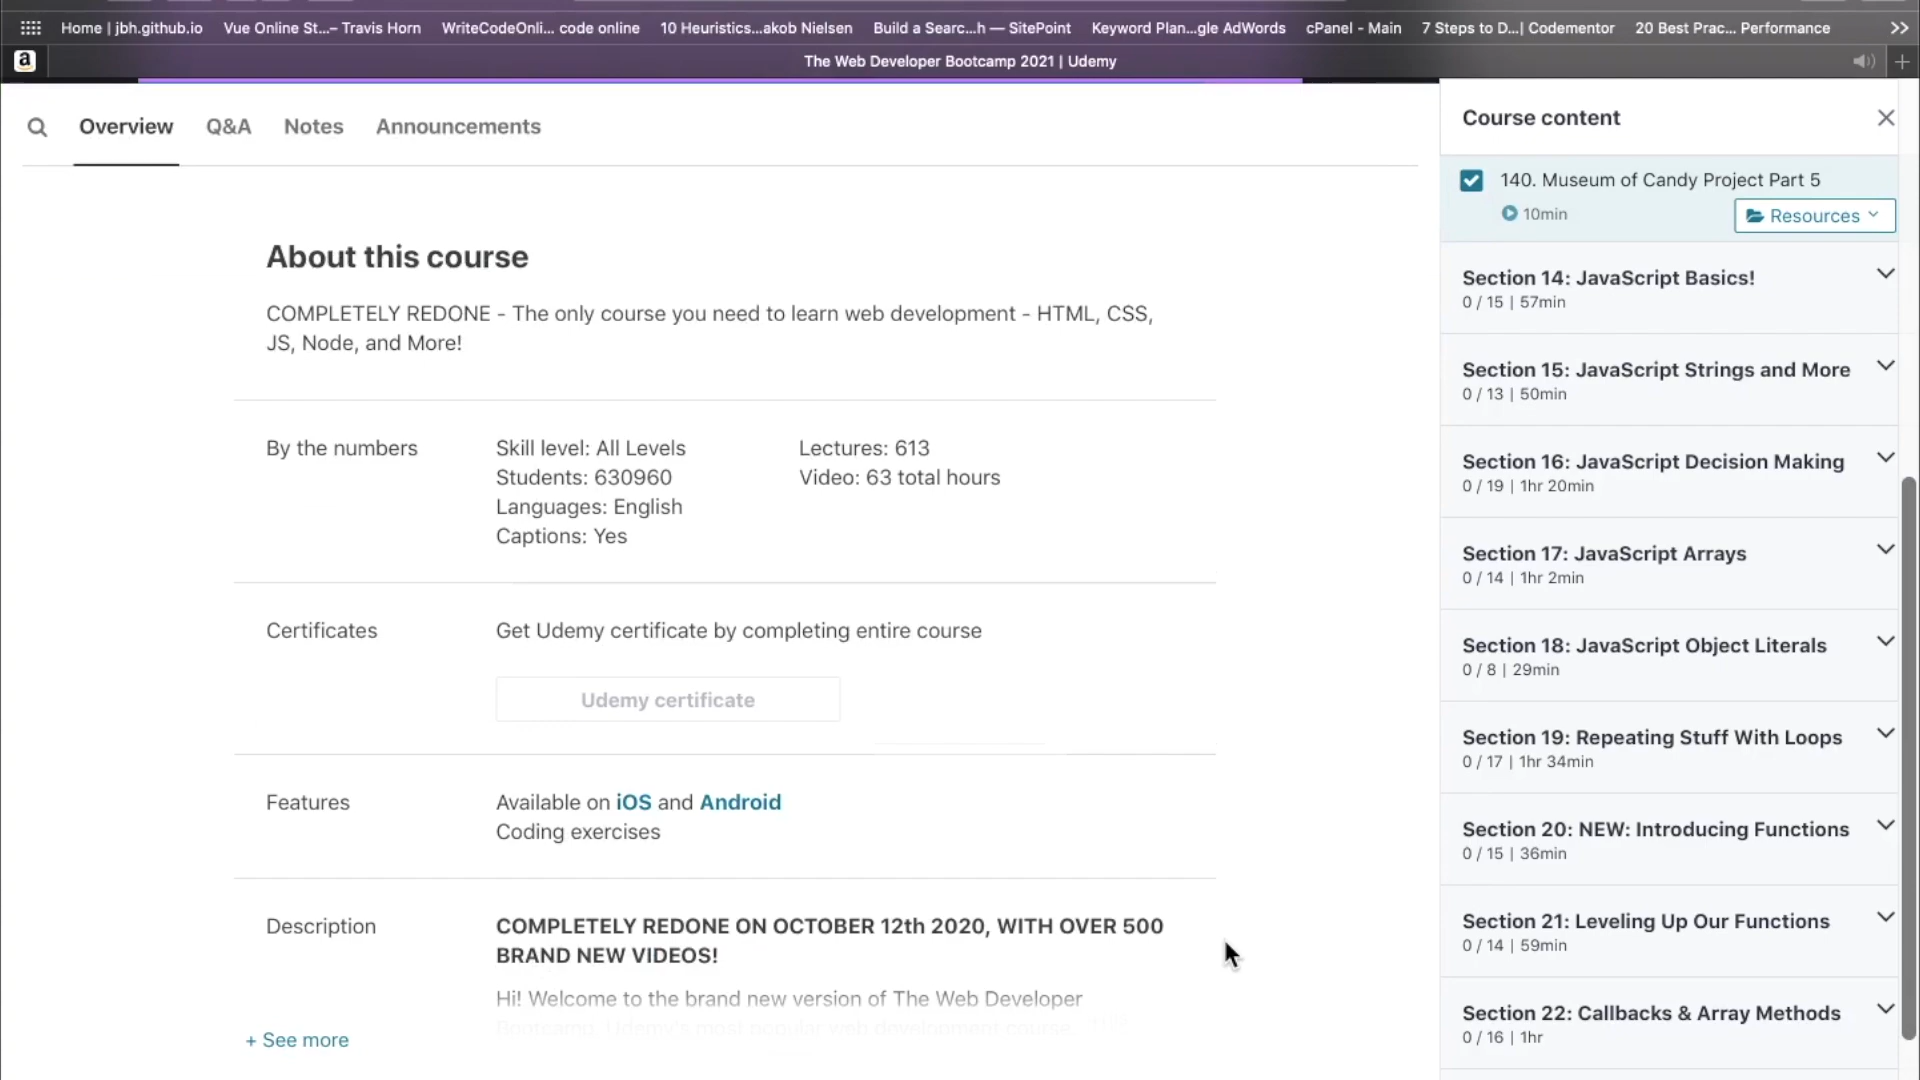 Home | jbh.github.io
Vue Online St...– Travis Horn
WriteCodeOnli... code online
10 Heuristics...akob Nielsen
Build a Searc...h — SitePoint
Keyword Plan...gle AdWords
cPanel - Main
7 Steps to D...| Codementor
20 Best Prac... Performance
a
The Web Developer Bootcamp 2021 | Udemy
Overview
Q&A
Notes
Announcements
About this course
COMPLETELY REDONE - The only course you need to learn web development - HTML, CSS,
JS, Node, and More!
By the numbers
Skill level: All Levels
Students: 630960
Languages: English
Captions: Yes
Lectures: 613
Video: 63 total hours
Certificates
Get Udemy certificate by completing entire course
Udemy certificate
Features
Available on iOS and Android
Coding exercises
Description
COMPLETELY REDONE ON OCTOBER 12th 2020, WITH OVER 500
BRAND NEW VIDEOS!
Hi! Welcome to the brand new version of The Web Developer
Bootcamp, Udemy's most popular web development course.
+ See more
Course content
140. Museum of Candy Project Part 5
10min
Resources
Section 14: JavaScript Basics!
0 / 15 | 57min
Section 15: JavaScript Strings and More
0 / 13 | 50min
Section 16: JavaScript Decision Making
0 / 19 | 1hr 20min
Section 17: JavaScript Arrays
0 / 14 | 1hr 2min
Section 18: JavaScript Object Literals
0 / 8 | 29min
Section 19: Repeating Stuff With Loops
0 / 17 | 1hr 34min
Section 20: NEW: Introducing Functions
0 / 15 | 36min
Section 21: Leveling Up Our Functions
0 / 14 | 59min
Section 22: Callbacks & Array Methods
0 / 16 | 1hr